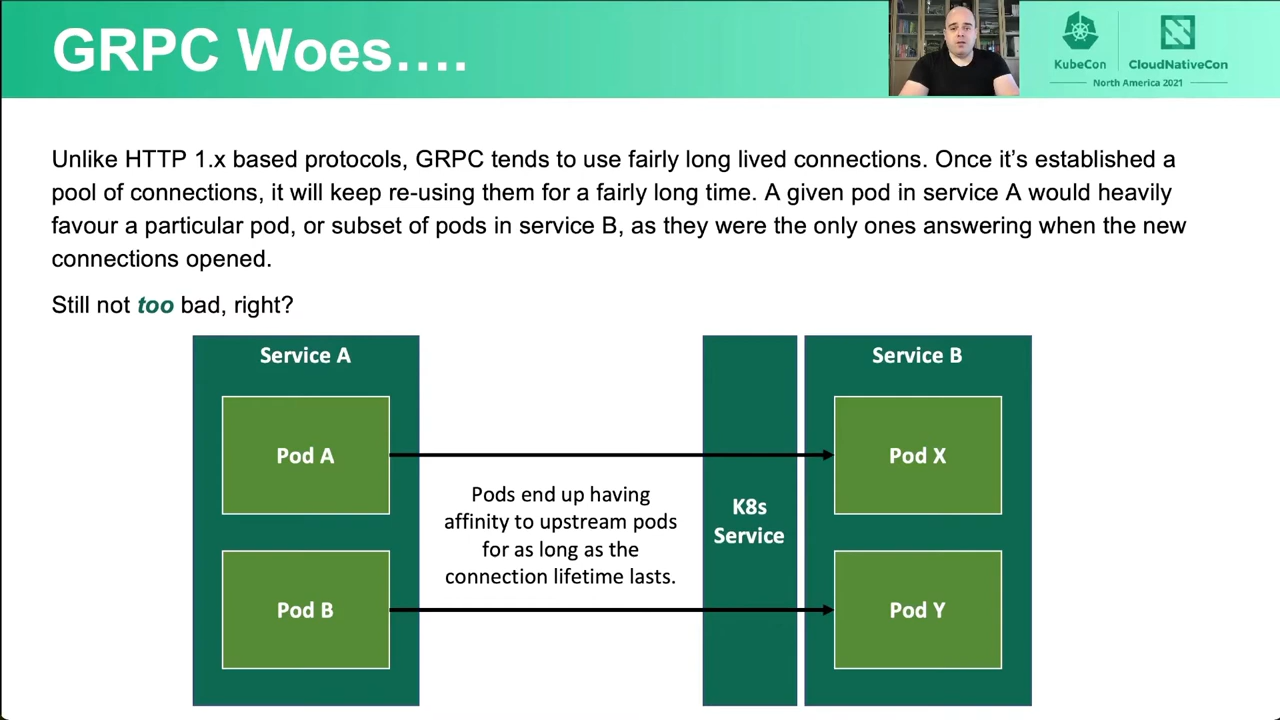 GRPC Woes....
KubeCon
CloudNativeCon
North America 2021
Unlike HTTP 1.x based protocols, GRPC tends to use fairly long lived connections. Once it’s established a
pool of connections, it will keep re-using them for a fairly long time. A given pod in service A would heavily
favour a particular pod, or subset of pods in service B, as they were the only ones answering when the new
connections opened.
Still not too bad, right?
Service A
Pod A
Pod B
Pods end up having
affinity to upstream pods
for as long as the
connection lifetime lasts.
K8s
Service
Service B
Pod X
Pod Y